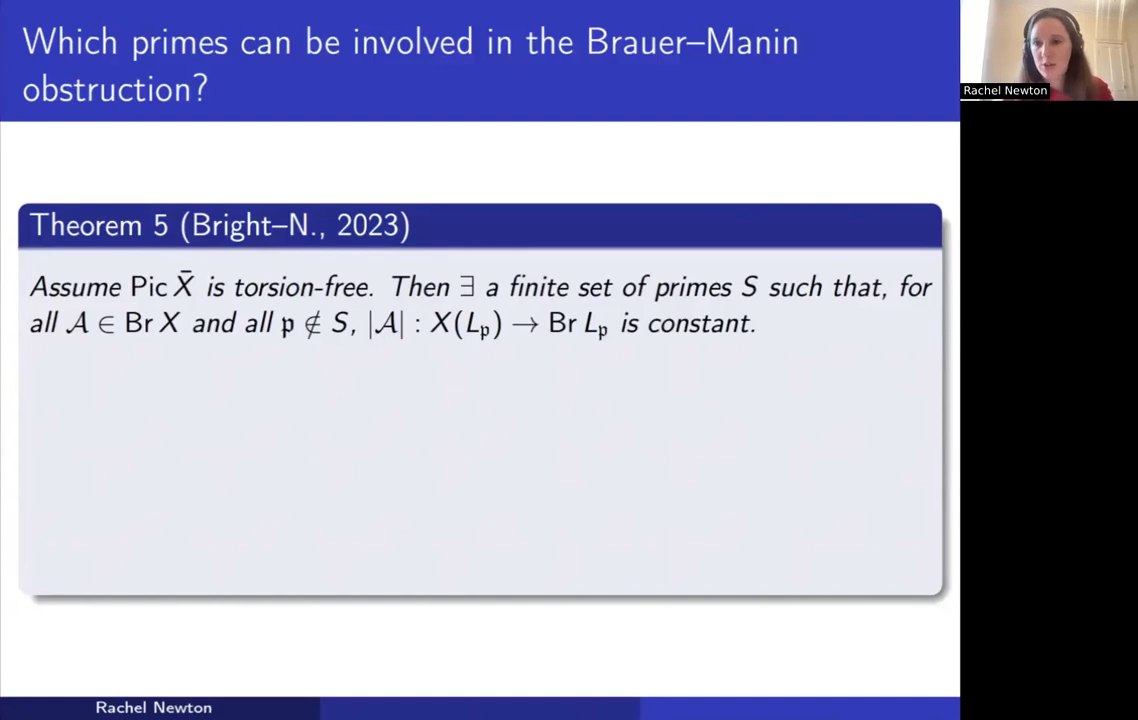 Which primes can be involved in the Brauer–Manin
obstruction?
Rachel Newton
Theorem 5 (Bright–N., 2023)
Assume Pic X̄ is torsion-free. Then ∃ a finite set of primes S such that, for
all 𝒜 ∈ Br X and all 𝔭 ∉ S, |𝒜| : X(L_𝔭) → Br L_𝔭 is constant.
Rachel Newton